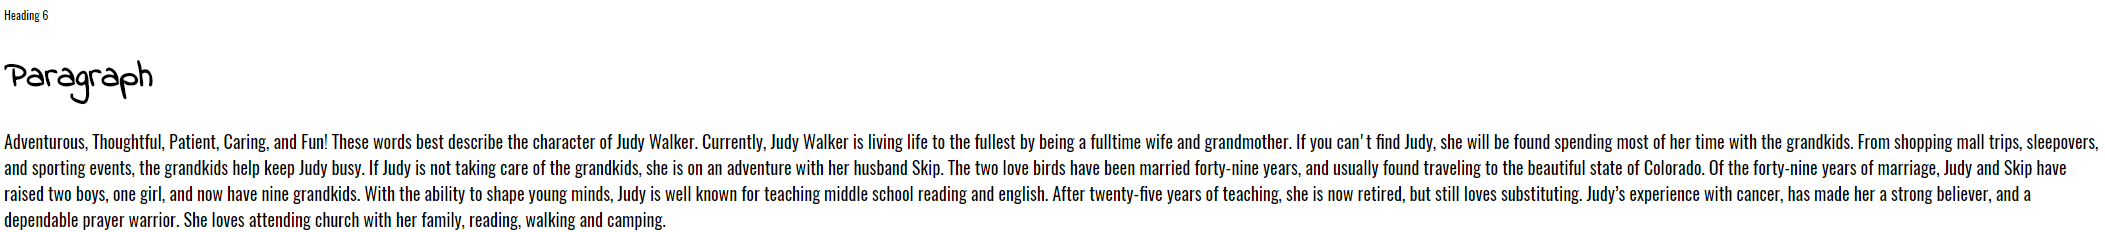 Heading 6
Paragraph
Adventurous, Thoughtful, Patient, Caring, and Fun! These words best describe the character of Judy Walker. Currently, Judy Walker is living life to the fullest by being a fulltime wife and grandmother. If you can't find Judy, she will be found spending most of her time with the grandkids. From shopping mall trips, sleepovers,
and sporting events, the grandkids help keep Judy busy. If Judy is not taking care of the grandkids, she is on an adventure with her husband Skip. The two love birds have been married forty-nine years, and usually found traveling to the beautiful state of Colorado. Of the forty-nine years of marriage, Judy and Skip have
raised two boys, one girl, and now have nine grandkids. With the ability to shape young minds, Judy is well known for teaching middle school reading and english. After twenty-five years of teaching, she is now retired, but still loves substituting. Judy’s experience with cancer, has made her a strong believer, and a
dependable prayer warrior. She loves attending church with her family, reading, walking and camping.